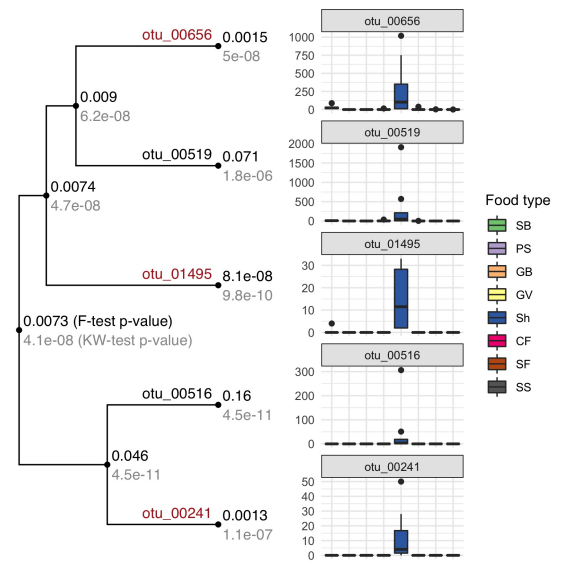 otu_00656 0.0015
5e-08
0.009
6.2e-08
otu_00519 0.071
1.8e-06
0.0074
4.7e-08
otu_01495 8.1e-08
9.8e-10
0.0073 (F-test p-value)
4.1e-08 (KW-test p-value)
otu_00516 0.16
4.5e-11
0.046
4.5e-11
otu_00241 0.0013
1.1e-07
otu_00656
1000
750
500
250
0
otu_00519
2000
1500
1000
500
0
otu_01495
30
20
10
0
otu_00516
300
200
100
0
otu_00241
50
40
30
20
10
0
Food type
SB
PS
GB
GV
Sh
CF
SF
SS